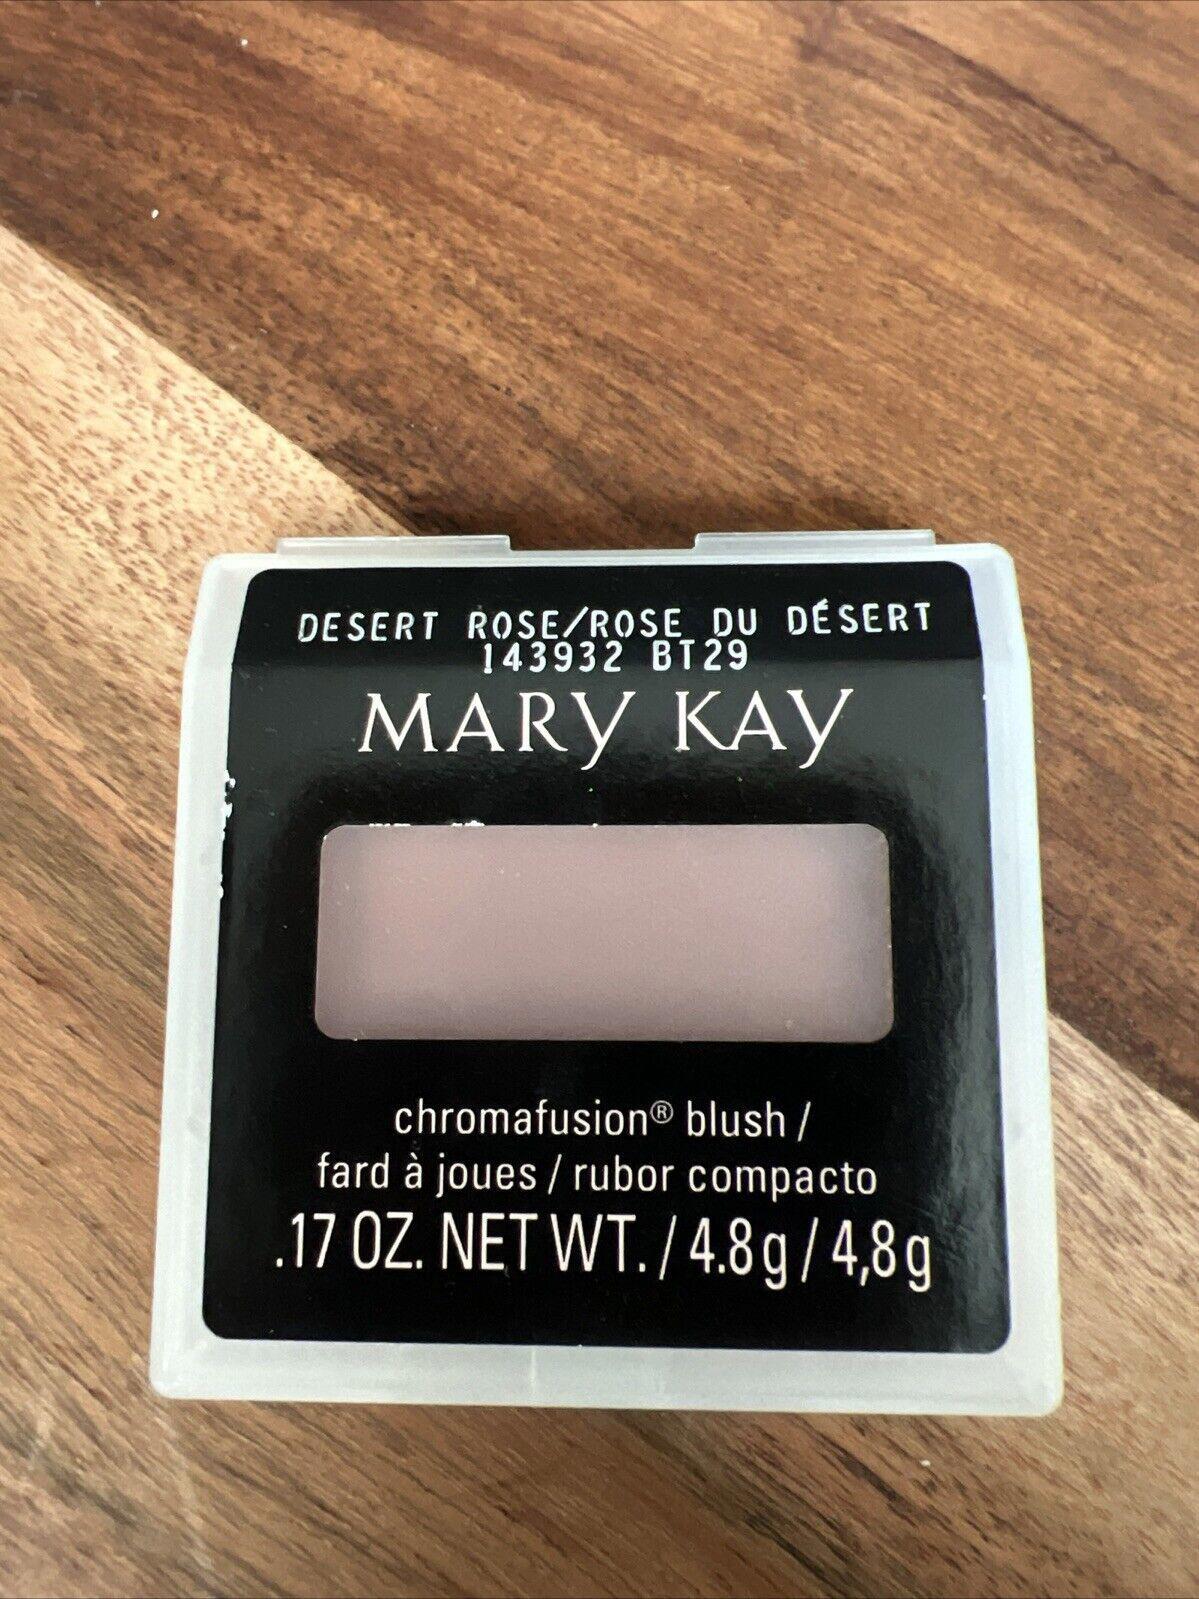 DESERT ROSE/ROSE DU DÉSERT
143932 BT29
MARY KAY
chromafusion® blush /
fard à joues / rubor compacto
.17 OZ. NET WT. / 4.8g / 4,8g